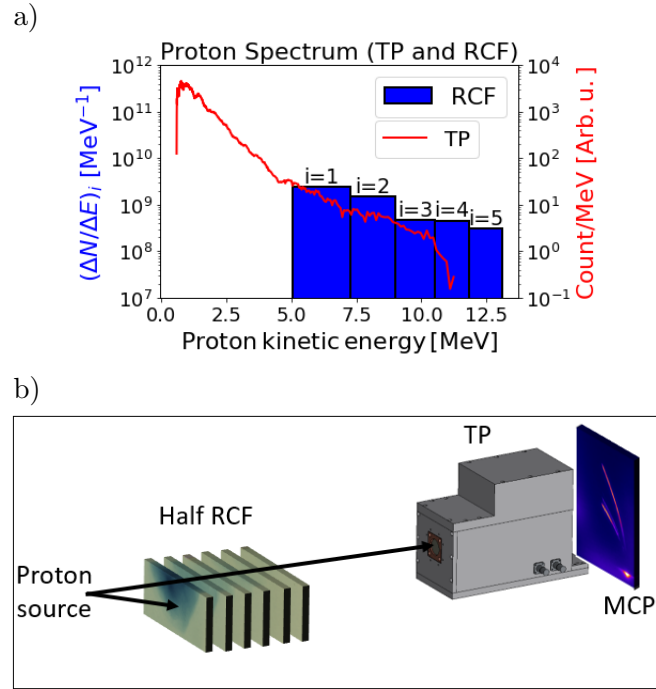 a)
Proton Spectrum (TP and RCF)
(ΔN/ΔE)ᵢ [MeV⁻¹]
10¹²
10¹¹
10¹⁰
10⁹
10⁸
10⁷
RCF
TP
i=1
i=2
i=3
i=4
i=5
10⁴
10³
10²
10¹
10⁰
10⁻¹
Count/MeV [Arb. u.]
0.0 2.5 5.0 7.5 10.0 12.5
Proton kinetic energy [MeV]
b)
TP
Half RCF
Proton
source
MCP